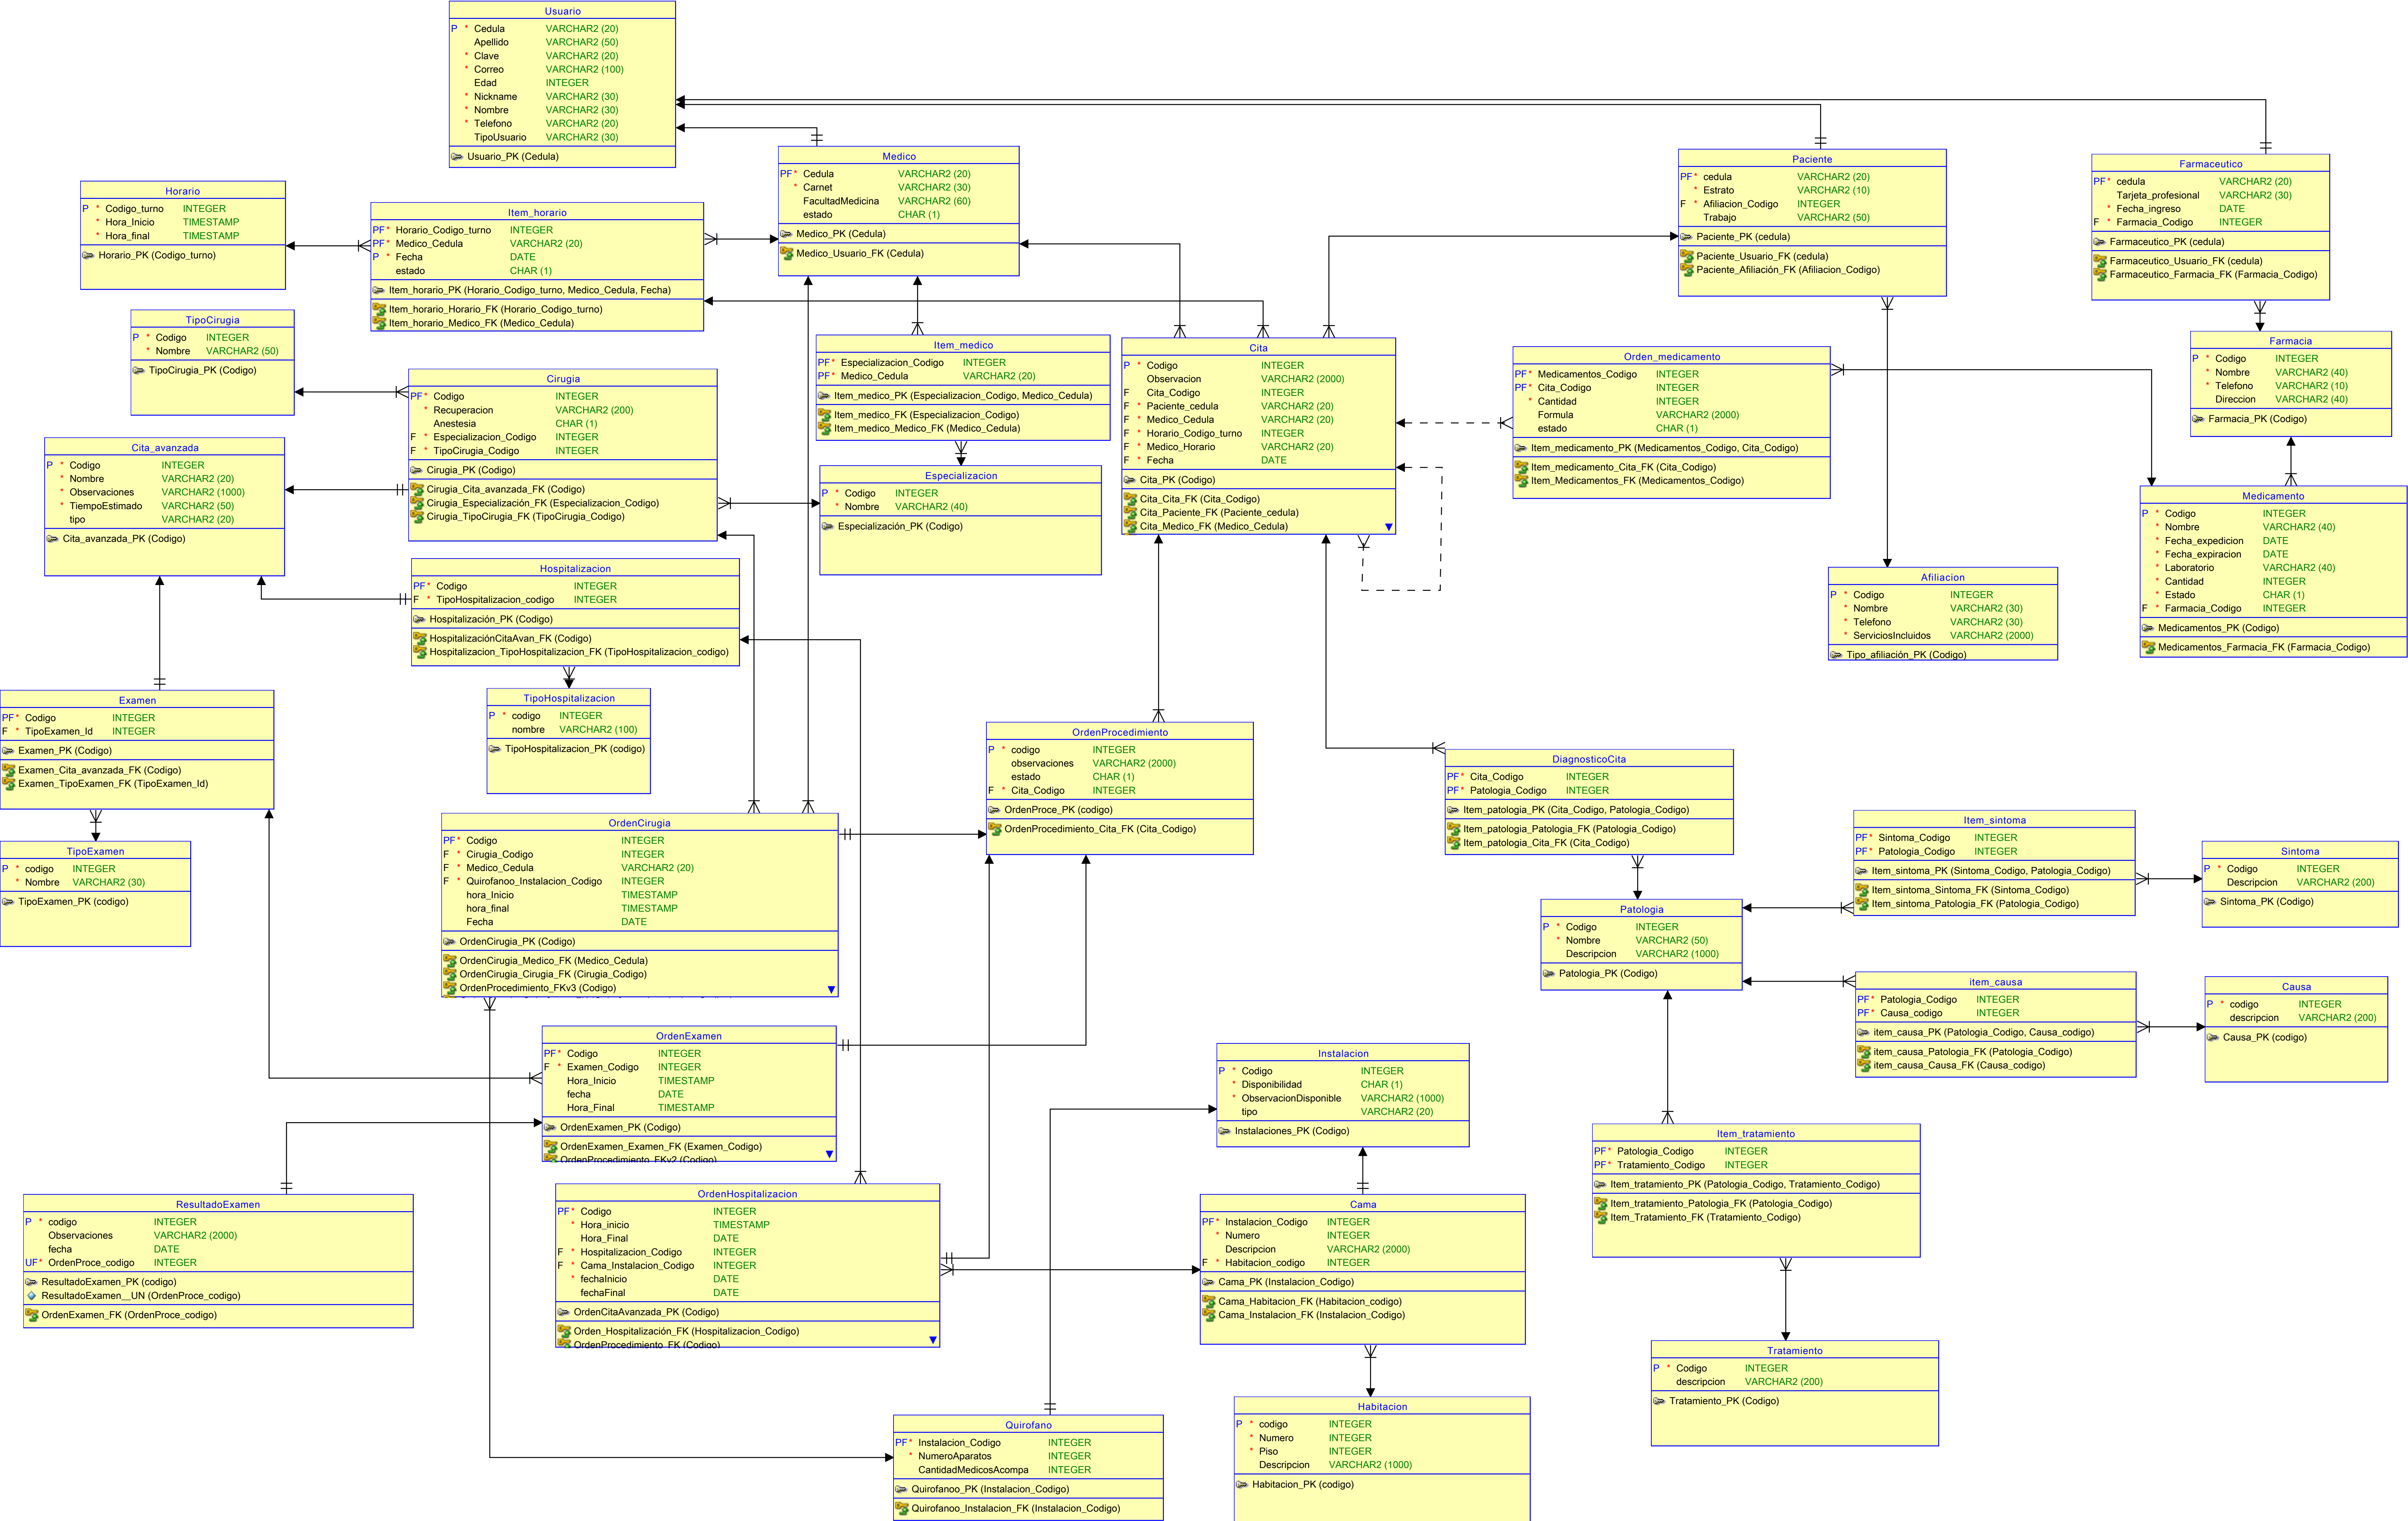 Usuario
P * Cedula VARCHAR2 (20)
Apellido VARCHAR2 (50)
* Clave VARCHAR2 (20)
* Correo VARCHAR2 (100)
Edad INTEGER
* Nickname VARCHAR2 (30)
* Nombre VARCHAR2 (30)
* Telefono VARCHAR2 (20)
TipoUsuario VARCHAR2 (30)
Usuario_PK (Cedula)
Medico
PF* Cedula VARCHAR2 (20)
* Carnet VARCHAR2 (30)
FacultadMedicina VARCHAR2 (60)
estado CHAR (1)
Medico_PK (Cedula)
Medico_Usuario_FK (Cedula)
Paciente
PF* cedula VARCHAR2 (20)
* Estrato VARCHAR2 (10)
F * Afiliacion_Codigo INTEGER
Trabajo VARCHAR2 (50)
Paciente_PK (cedula)
Paciente_Usuario_FK (cedula)
Paciente_Afiliación_FK (Afiliacion_Codigo)
Farmaceutico
PF* cedula VARCHAR2 (20)
Tarjeta_profesional VARCHAR2 (30)
* Fecha_ingreso DATE
F * Farmacia_Codigo INTEGER
Farmaceutico_PK (cedula)
Farmaceutico_Usuario_FK (cedula)
Farmaceutico_Farmacia_FK (Farmacia_Codigo)
Horario
P * Codigo_turno INTEGER
* Hora_Inicio TIMESTAMP
* Hora_final TIMESTAMP
Horario_PK (Codigo_turno)
Item_horario
PF* Horario_Codigo_turno INTEGER
PF* Medico_Cedula VARCHAR2 (20)
P * Fecha DATE
estado CHAR (1)
Item_horario_PK (Horario_Codigo_turno, Medico_Cedula, Fecha)
Item_horario_Horario_FK (Horario_Codigo_turno)
Item_horario_Medico_FK (Medico_Cedula)
TipoCirugia
P * Codigo INTEGER
* Nombre VARCHAR2 (50)
TipoCirugia_PK (Codigo)
Cirugia
PF* Codigo INTEGER
* Recuperacion VARCHAR2 (200)
Anestesia CHAR (1)
F * Especializacion_Codigo INTEGER
F * TipoCirugia_Codigo INTEGER
Cirugia_PK (Codigo)
Cirugia_Cita_avanzada_FK (Codigo)
Cirugia_Especialización_FK (Especializacion_Codigo)
Cirugia_TipoCirugia_FK (TipoCirugia_Codigo)
Item_medico
PF* Especializacion_Codigo INTEGER
PF* Medico_Cedula VARCHAR2 (20)
Item_medico_PK (Especializacion_Codigo, Medico_Cedula)
Item_medico_FK (Especializacion_Codigo)
Item_medico_Medico_FK (Medico_Cedula)
Cita
P * Codigo INTEGER
Observacion VARCHAR2 (2000)
F Cita_Codigo INTEGER
F * Paciente_cedula VARCHAR2 (20)
F * Medico_Cedula VARCHAR2 (20)
F * Horario_Codigo_turno INTEGER
F * Medico_Horario VARCHAR2 (20)
F * Fecha DATE
Cita_PK (Codigo)
Cita_Cita_FK (Cita_Codigo)
Cita_Paciente_FK (Paciente_cedula)
Cita_Medico_FK (Medico_Cedula)
Orden_medicamento
PF* Medicamentos_Codigo INTEGER
PF* Cita_Codigo INTEGER
* Cantidad INTEGER
Formula VARCHAR2 (2000)
estado CHAR (1)
Item_medicamento_PK (Medicamentos_Codigo, Cita_Codigo)
Item_medicamento_Cita_FK (Cita_Codigo)
Item_Medicamentos_FK (Medicamentos_Codigo)
Farmacia
P * Codigo INTEGER
* Nombre VARCHAR2 (40)
* Telefono VARCHAR2 (10)
Direccion VARCHAR2 (40)
Farmacia_PK (Codigo)
Cita_avanzada
P * Codigo INTEGER
* Nombre VARCHAR2 (20)
* Observaciones VARCHAR2 (1000)
* TiempoEstimado VARCHAR2 (50)
tipo VARCHAR2 (20)
Cita_avanzada_PK (Codigo)
Especializacion
P * Codigo INTEGER
* Nombre VARCHAR2 (40)
Especialización_PK (Codigo)
Medicamento
P * Codigo INTEGER
* Nombre VARCHAR2 (40)
* Fecha_expedicion DATE
* Fecha_expiracion DATE
* Laboratorio VARCHAR2 (40)
* Cantidad INTEGER
* Estado CHAR (1)
F * Farmacia_Codigo INTEGER
Medicamentos_PK (Codigo)
Medicamentos_Farmacia_FK (Farmacia_Codigo)
Hospitalizacion
PF* Codigo INTEGER
F * TipoHospitalizacion_codigo INTEGER
Hospitalización_PK (Codigo)
HospitalizaciónCitaAvan_FK (Codigo)
Hospitalizacion_TipoHospitalizacion_FK (TipoHospitalizacion_codigo)
Afiliacion
P * Codigo INTEGER
* Nombre VARCHAR2 (30)
* Telefono VARCHAR2 (30)
* ServiciosIncluidos VARCHAR2 (2000)
Tipo_afiliación_PK (Codigo)
TipoHospitalizacion
P * codigo INTEGER
nombre VARCHAR2 (100)
TipoHospitalizacion_PK (codigo)
Examen
PF* Codigo INTEGER
F * TipoExamen_Id INTEGER
Examen_PK (Codigo)
Examen_Cita_avanzada_FK (Codigo)
Examen_TipoExamen_FK (TipoExamen_Id)
OrdenProcedimiento
P * codigo INTEGER
observaciones VARCHAR2 (2000)
estado CHAR (1)
F * Cita_Codigo INTEGER
OrdenProce_PK (codigo)
OrdenProcedimiento_Cita_FK (Cita_Codigo)
DiagnosticoCita
PF* Cita_Codigo INTEGER
PF* Patologia_Codigo INTEGER
Item_patologia_PK (Cita_Codigo, Patologia_Codigo)
Item_patologia_Patologia_FK (Patologia_Codigo)
Item_patologia_Cita_FK (Cita_Codigo)
TipoExamen
P * codigo INTEGER
* Nombre VARCHAR2 (30)
TipoExamen_PK (codigo)
OrdenCirugia
PF* Codigo INTEGER
F * Cirugia_Codigo INTEGER
F * Medico_Cedula VARCHAR2 (20)
F * Quirofanoo_Instalacion_Codigo INTEGER
hora_Inicio TIMESTAMP
hora_final TIMESTAMP
Fecha DATE
OrdenCirugia_PK (Codigo)
OrdenCirugia_Medico_FK (Medico_Cedula)
OrdenCirugia_Cirugia_FK (Cirugia_Codigo)
OrdenProcedimiento_FKv3 (Codigo)
Item_sintoma
PF* Sintoma_Codigo INTEGER
PF* Patologia_Codigo INTEGER
Item_sintoma_PK (Sintoma_Codigo, Patologia_Codigo)
Item_sintoma_Sintoma_FK (Sintoma_Codigo)
Item_sintoma_Patologia_FK (Patologia_Codigo)
Sintoma
P * Codigo INTEGER
Descripcion VARCHAR2 (200)
Sintoma_PK (Codigo)
Patologia
P * Codigo INTEGER
* Nombre VARCHAR2 (50)
Descripcion VARCHAR2 (1000)
Patologia_PK (Codigo)
item_causa
PF* Patologia_Codigo INTEGER
PF* Causa_codigo INTEGER
item_causa_PK (Patologia_Codigo, Causa_codigo)
item_causa_Patologia_FK (Patologia_Codigo)
item_causa_Causa_FK (Causa_codigo)
Causa
P * codigo INTEGER
descripcion VARCHAR2 (200)
Causa_PK (codigo)
OrdenExamen
PF* Codigo INTEGER
F * Examen_Codigo INTEGER
Hora_Inicio TIMESTAMP
fecha DATE
Hora_Final TIMESTAMP
OrdenExamen_PK (Codigo)
OrdenExamen_Examen_FK (Examen_Codigo)
OrdenProcedimiento_FKv2 (Codigo)
Instalacion
P * Codigo INTEGER
* Disponibilidad CHAR (1)
* ObservacionDisponible VARCHAR2 (1000)
tipo VARCHAR2 (20)
Instalaciones_PK (Codigo)
Item_tratamiento
PF* Patologia_Codigo INTEGER
PF* Tratamiento_Codigo INTEGER
Item_tratamiento_PK (Patologia_Codigo, Tratamiento_Codigo)
Item_tratamiento_Patologia_FK (Patologia_Codigo)
Item_Tratamiento_FK (Tratamiento_Codigo)
ResultadoExamen
P * codigo INTEGER
Observaciones VARCHAR2 (2000)
fecha DATE
UF* OrdenProce_codigo INTEGER
ResultadoExamen_PK (codigo)
ResultadoExamen__UN (OrdenProce_codigo)
OrdenExamen_FK (OrdenProce_codigo)
OrdenHospitalizacion
PF* Codigo INTEGER
* Hora_inicio TIMESTAMP
Hora_Final DATE
F * Hospitalizacion_Codigo INTEGER
F * Cama_Instalacion_Codigo INTEGER
* fechaInicio DATE
fechaFinal DATE
OrdenCitaAvanzada_PK (Codigo)
Orden_Hospitalización_FK (Hospitalizacion_Codigo)
OrdenProcedimiento_FK (Codigo)
Cama
PF* Instalacion_Codigo INTEGER
* Numero INTEGER
Descripcion VARCHAR2 (2000)
F * Habitacion_codigo INTEGER
Cama_PK (Instalacion_Codigo)
Cama_Habitacion_FK (Habitacion_codigo)
Cama_Instalacion_FK (Instalacion_Codigo)
Tratamiento
P * Codigo INTEGER
descripcion VARCHAR2 (200)
Tratamiento_PK (Codigo)
Quirofano
PF* Instalacion_Codigo INTEGER
* NumeroAparatos INTEGER
CantidadMedicosAcompa INTEGER
Quirofanoo_PK (Instalacion_Codigo)
Quirofanoo_Instalacion_FK (Instalacion_Codigo)
Habitacion
P * codigo INTEGER
* Numero INTEGER
* Piso INTEGER
Descripcion VARCHAR2 (1000)
Habitacion_PK (codigo)